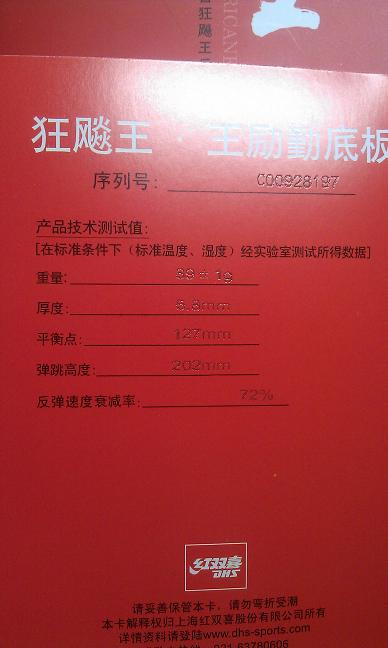 狂飚王 · 王励勤底板
序列号: C00928197
产品技术测试值:
[在标准条件下（标准温度、湿度）经实验室测试所得数据]
重量: 89±1g
厚度: 5.8mm
平衡点: 127mm
弹跳高度: 202mm
反弹速度衰减率: 72%
红双喜
DHS
请妥善保管本卡，请勿弯折受潮
本卡解释权归上海红双喜股份有限公司所有
详情资料请登陆www.dhs-sports.com
021-63780606